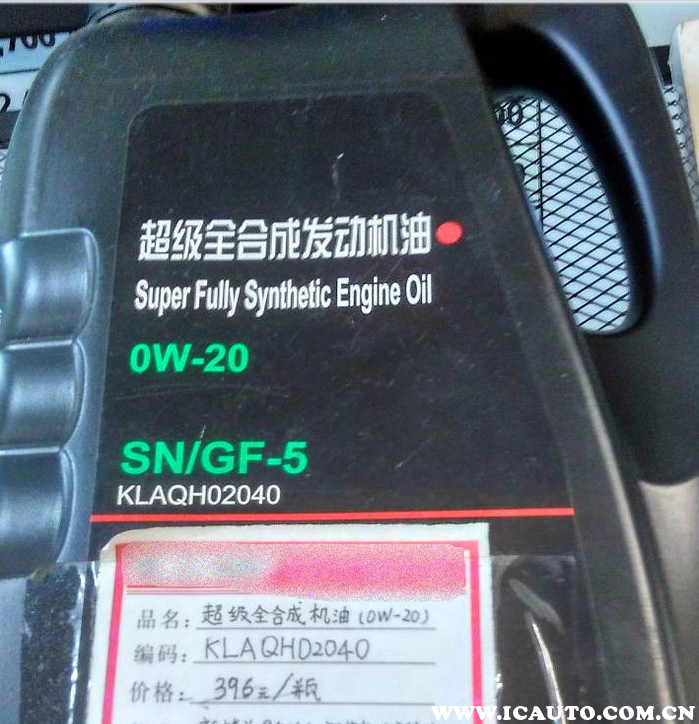 超级全合成发动机油
Super Fully Synthetic Engine Oil
0W-20
SN/GF-5
KLAQH02040
品名: 超级全合成机油(0W-20)
编码: KLAQH02040
价格: 396元/瓶
WWW.ICAUTO.COM.CN